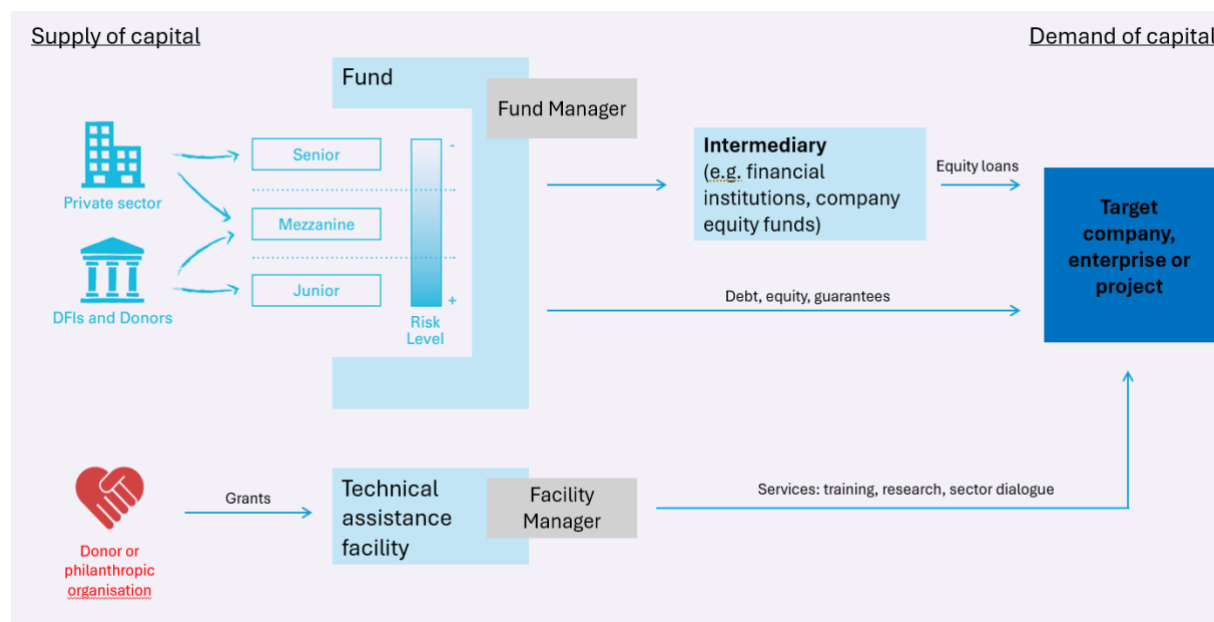 Supply of capital
Demand of capital
Fund
Fund Manager
Private sector
Senior
-
Mezzanine
DFIs and Donors
Junior
+
Risk
Level
Intermediary
(e.g. financial
institutions, company
equity funds)
Equity loans
Target
company,
enterprise or
project
Debt, equity, guarantees
Donor or
philanthropic
organisation
Grants
Technical
assistance
facility
Facility
Manager
Services: training, research, sector dialogue